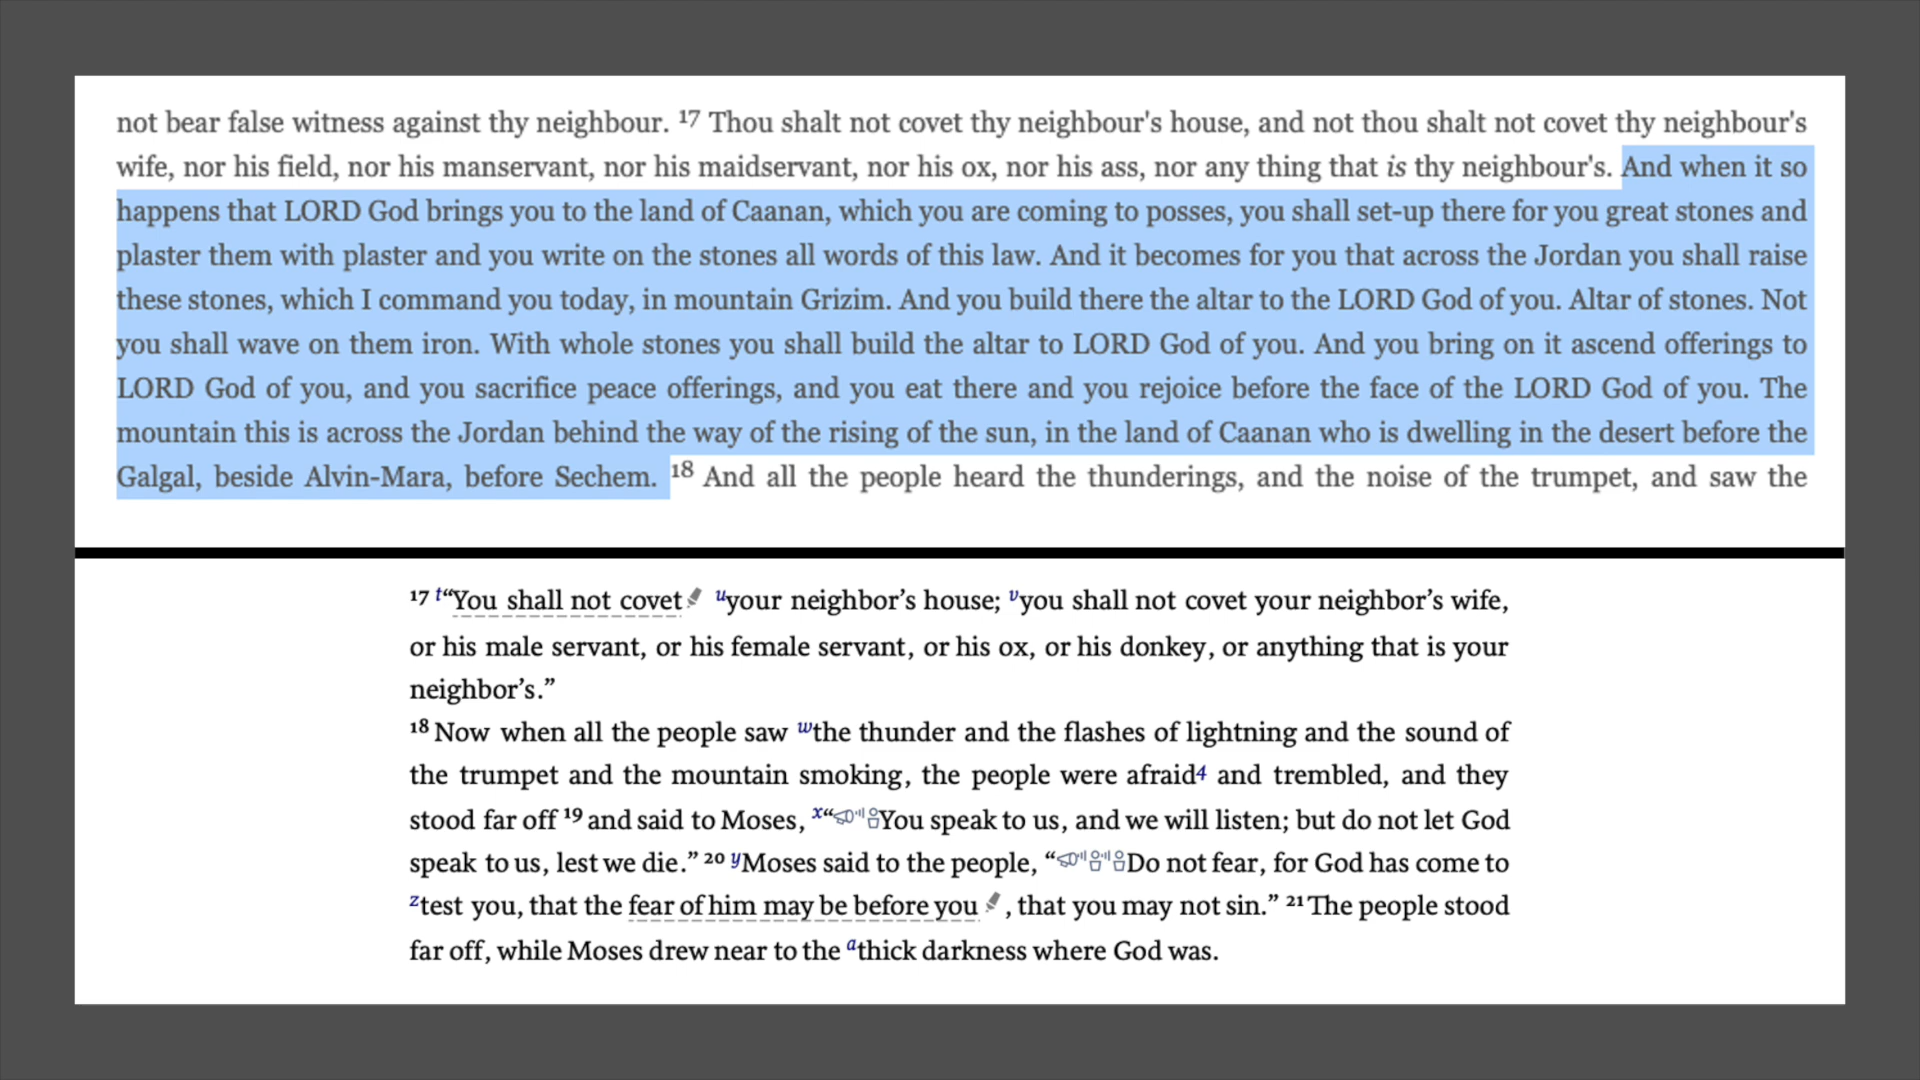 not bear false witness against thy neighbour. 17 Thou shalt not covet thy neighbour's house, and not thou shalt not covet thy neighbour's
wife, nor his field, nor his manservant, nor his maidservant, nor his ox, nor his ass, nor any thing that is thy neighbour's. And when it so
happens that LORD God brings you to the land of Caanan, which you are coming to posses, you shall set-up there for you great stones and
plaster them with plaster and you write on the stones all words of this law. And it becomes for you that across the Jordan you shall raise
these stones, which I command you today, in mountain Grizim. And you build there the altar to the LORD God of you. Altar of stones. Not
you shall wave on them iron. With whole stones you shall build the altar to LORD God of you. And you bring on it ascend offerings to
LORD God of you, and you sacrifice peace offerings, and you eat there and you rejoice before the face of the LORD God of you. The
mountain this is across the Jordan behind the way of the rising of the sun, in the land of Caanan who is dwelling in the desert before the
Galgal, beside Alvin-Mara, before Sechem. 18 And all the people heard the thunderings, and the noise of the trumpet, and saw the
17 t“You shall not covet uyour neighbor’s house; vyou shall not covet your neighbor’s wife,
or his male servant, or his female servant, or his ox, or his donkey, or anything that is your
neighbor’s.”
18 Now when all the people saw wthe thunder and the flashes of lightning and the sound of
the trumpet and the mountain smoking, the people were afraid4 and trembled, and they
stood far off 19 and said to Moses, x“You speak to us, and we will listen; but do not let God
speak to us, lest we die.” 20 yMoses said to the people, “Do not fear, for God has come to
ztest you, that the fear of him may be before you, that you may not sin.” 21 The people stood
far off, while Moses drew near to the athick darkness where God was.